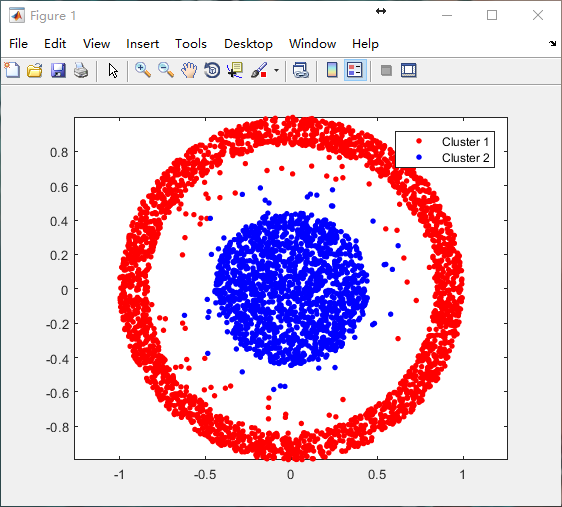 Figure 1
File Edit View Insert Tools Desktop Window Help
Cluster 1
Cluster 2
0.8
0.6
0.4
0.2
0
-0.2
-0.4
-0.6
-0.8
-1 -0.5 0 0.5 1